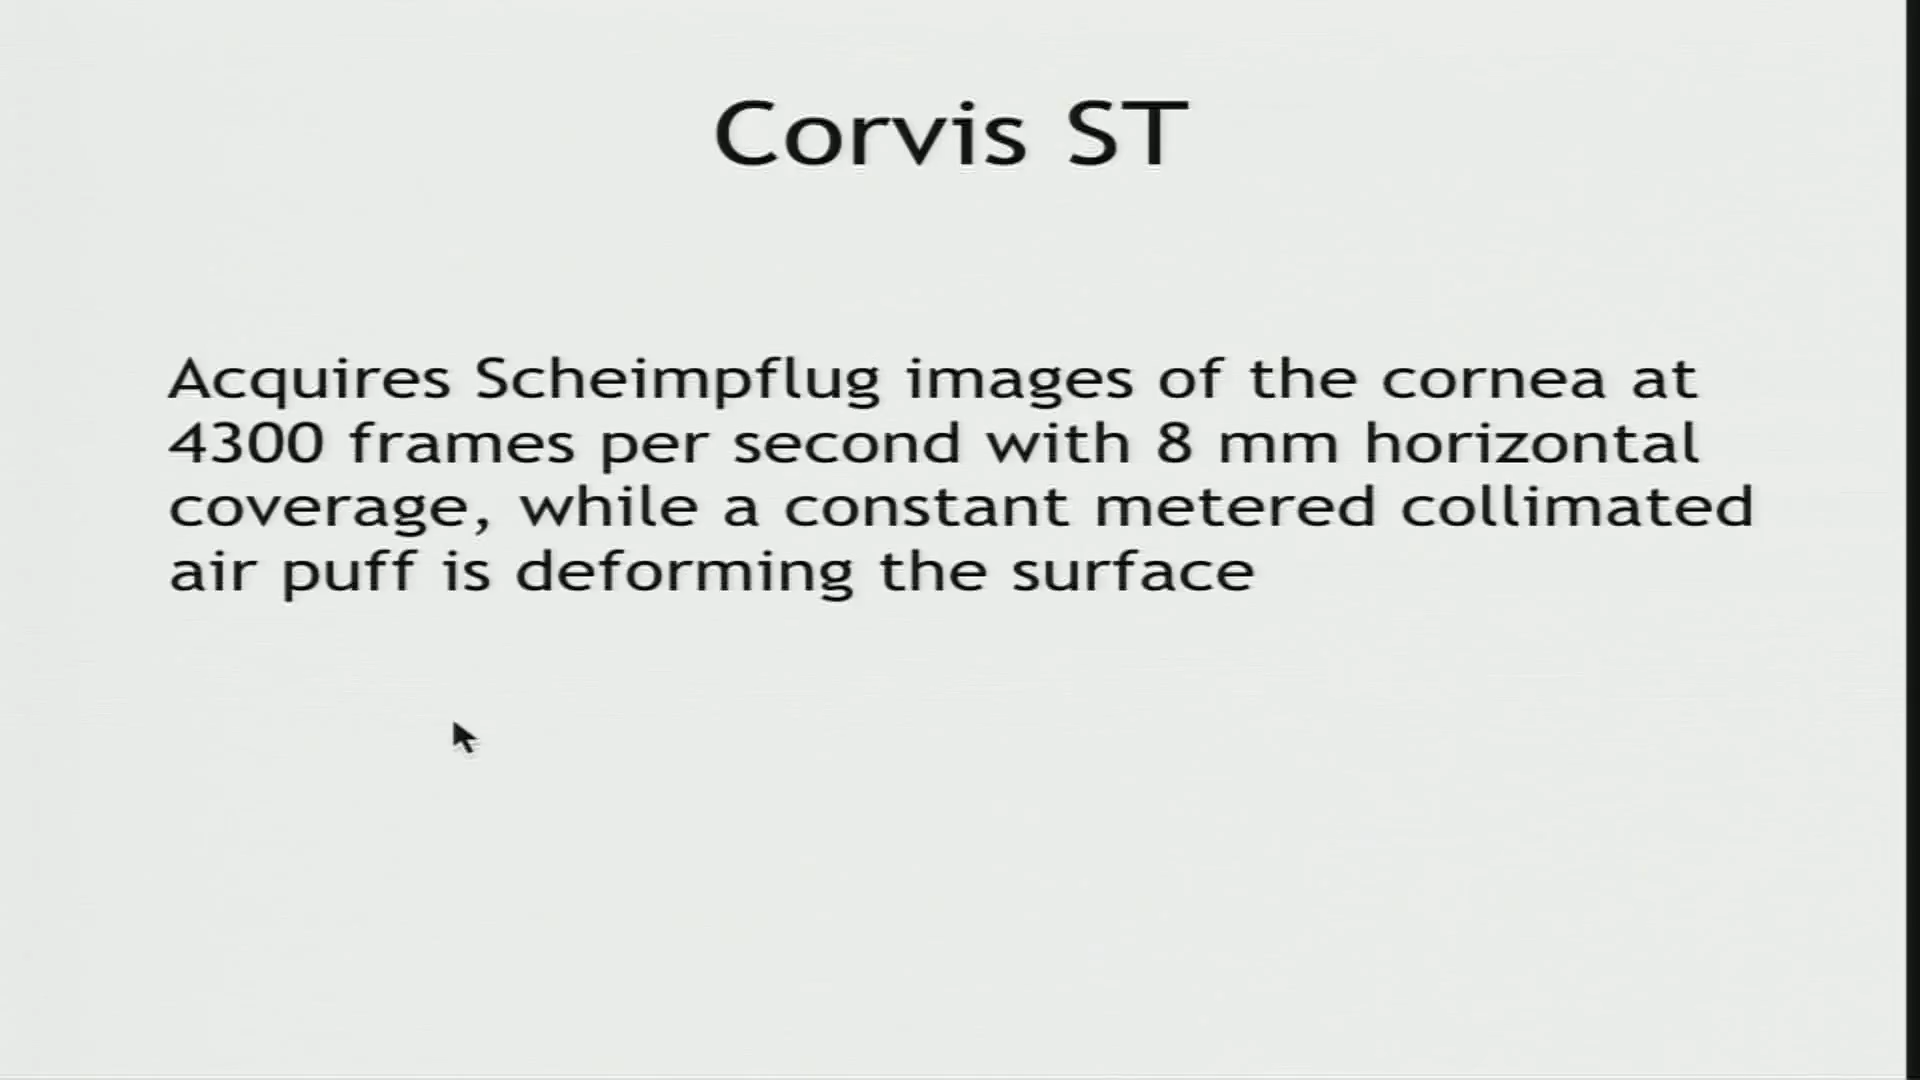 Corvis ST
Acquires Scheimpflug images of the cornea at
4300 frames per second with 8 mm horizontal
coverage, while a constant metered collimated
air puff is deforming the surface